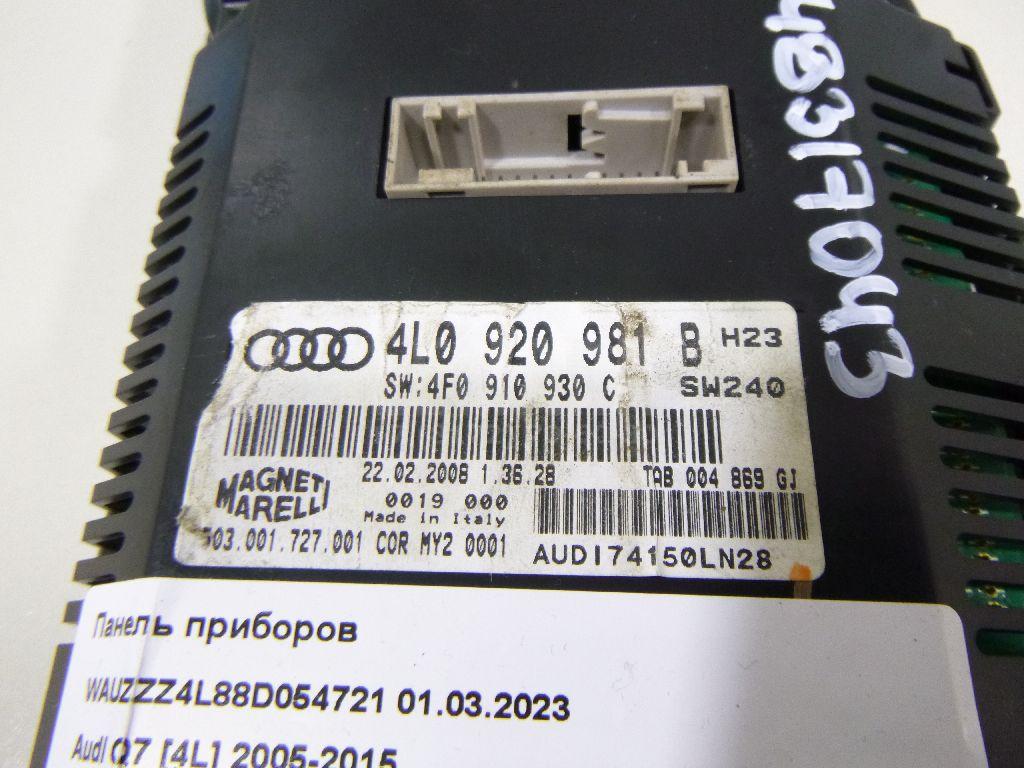 48317043
4L0 920 981 B H23
SW:4F0 910 930 C SW240
22.02.2008 1.36.28 TAB 004 869 GJ
MAGNETI
MARELLI
0019 000
Made in Italy
503.001.727.001 COR MY2 0001
AUDI74150LN28
Панель приборов
WAUZZZ4L88D054721 01.03.2023
Audi Q7 [4L] 2005-2015